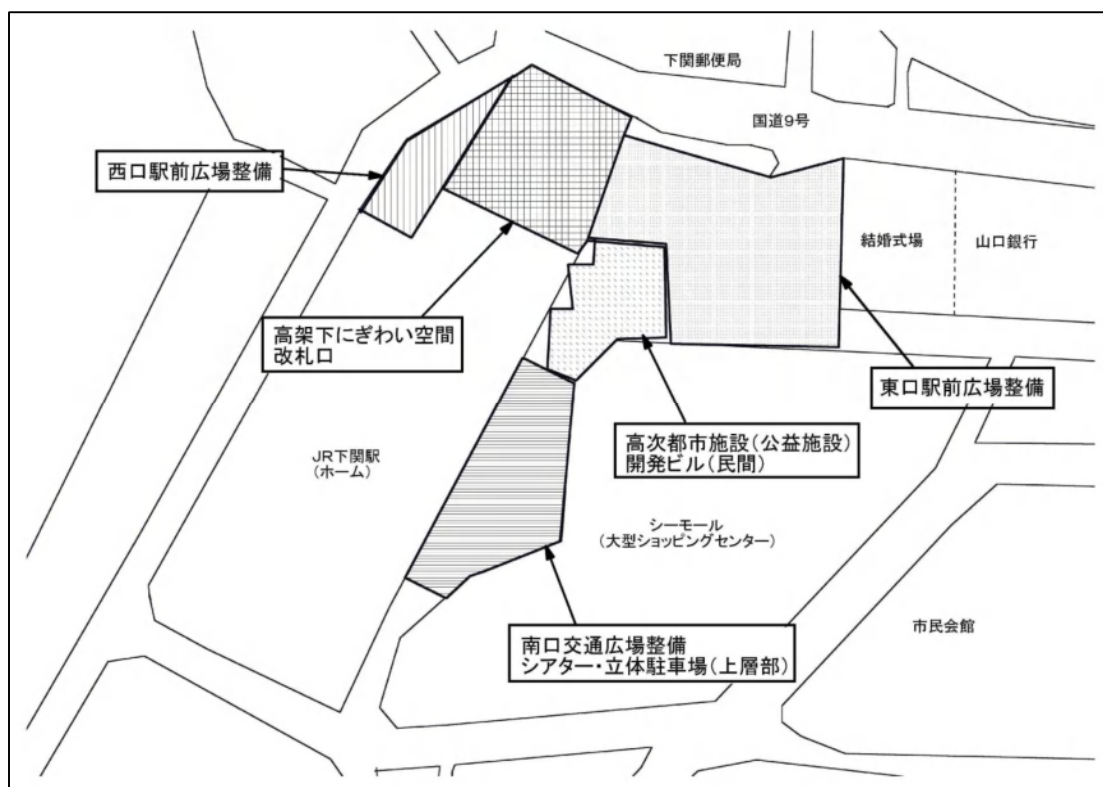 下関郵便局
国道9号
西口駅前広場整備
結婚式場
山口銀行
高架下にぎわい空間
改札口
東口駅前広場整備
高次都市施設(公益施設)
開発ビル(民間)
JR下関駅
(ホーム)
シーモール
(大型ショッピングセンター)
市民会館
南口交通広場整備
シアター・立体駐車場(上層部)